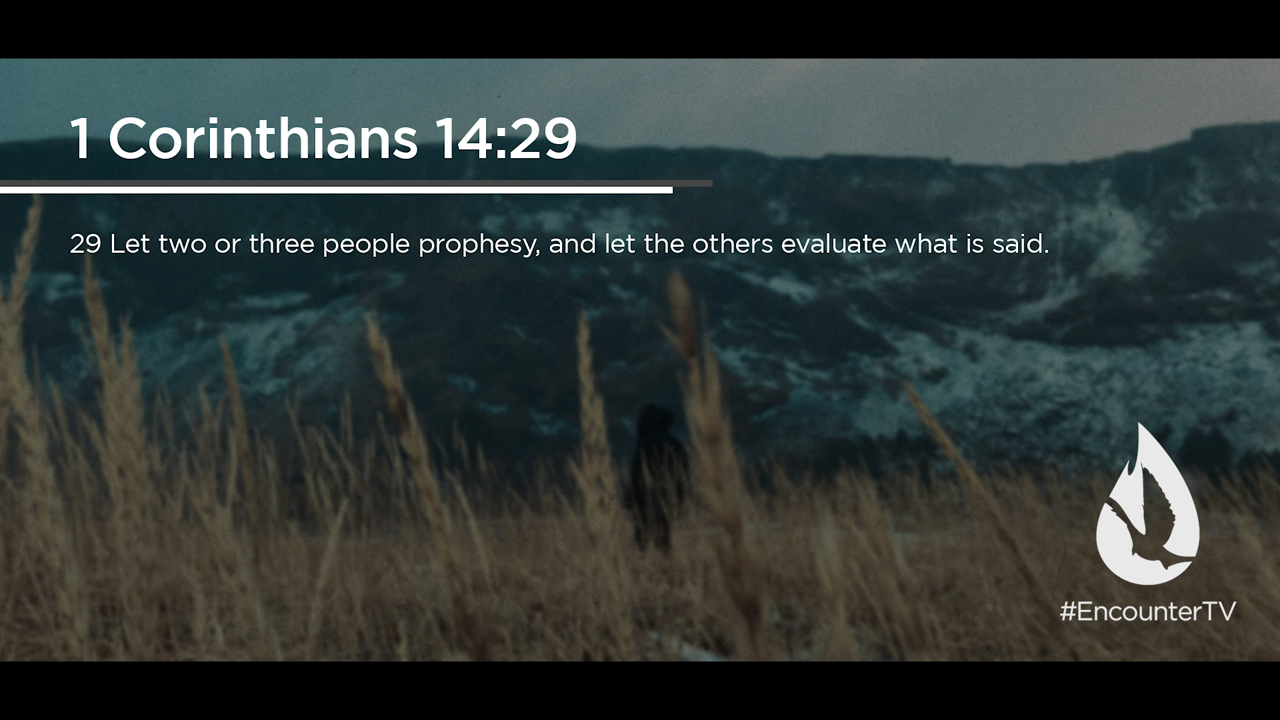 1 Corinthians 14:29
29 Let two or three people prophesy, and let the others evaluate what is said.
#EncounterTV